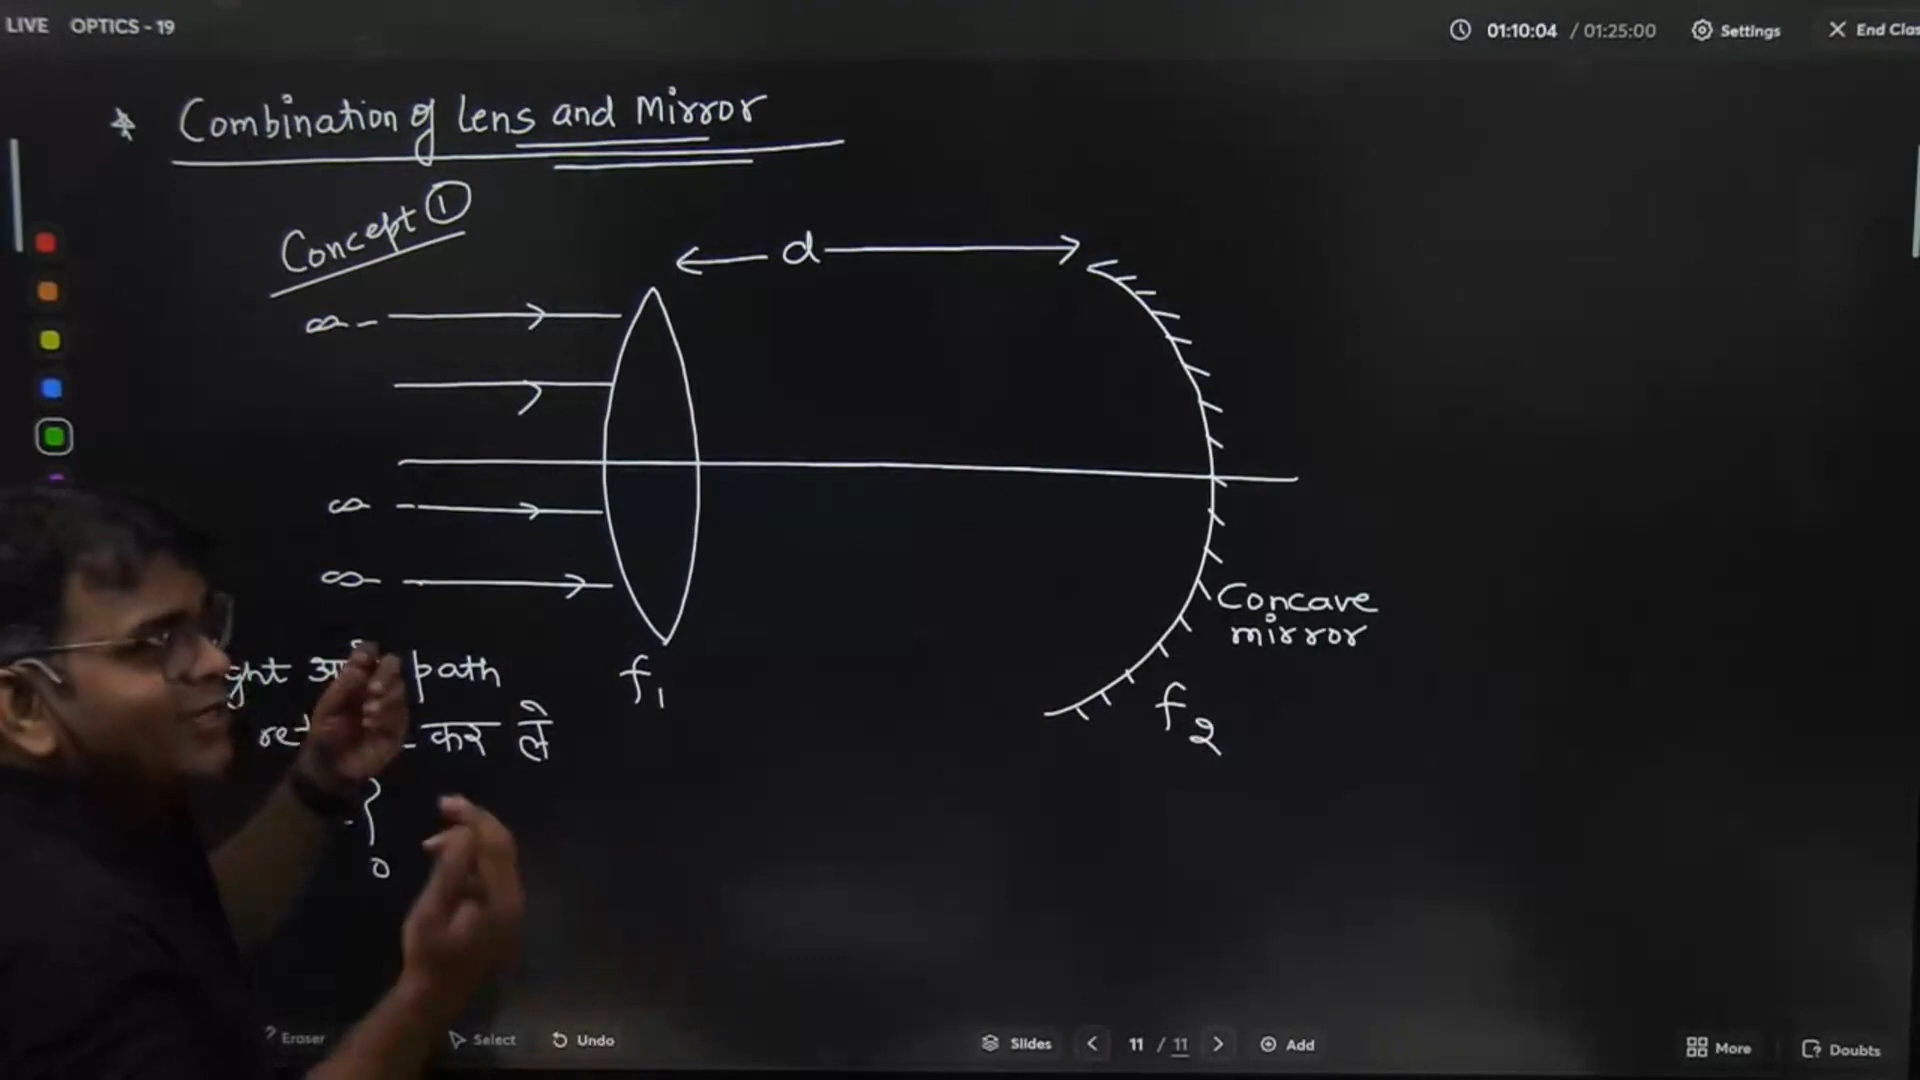 LIVE OPTICS - 19
01:10:04 / 01:25:00 Settings End Clas
Combination of Lens and Mirror
Concept ①
d
∞
∞
∞
Concave
mirror
path
f₁
कर ले
f₂
Eraser Select Undo Slides 11 / 11 Add More Doubts